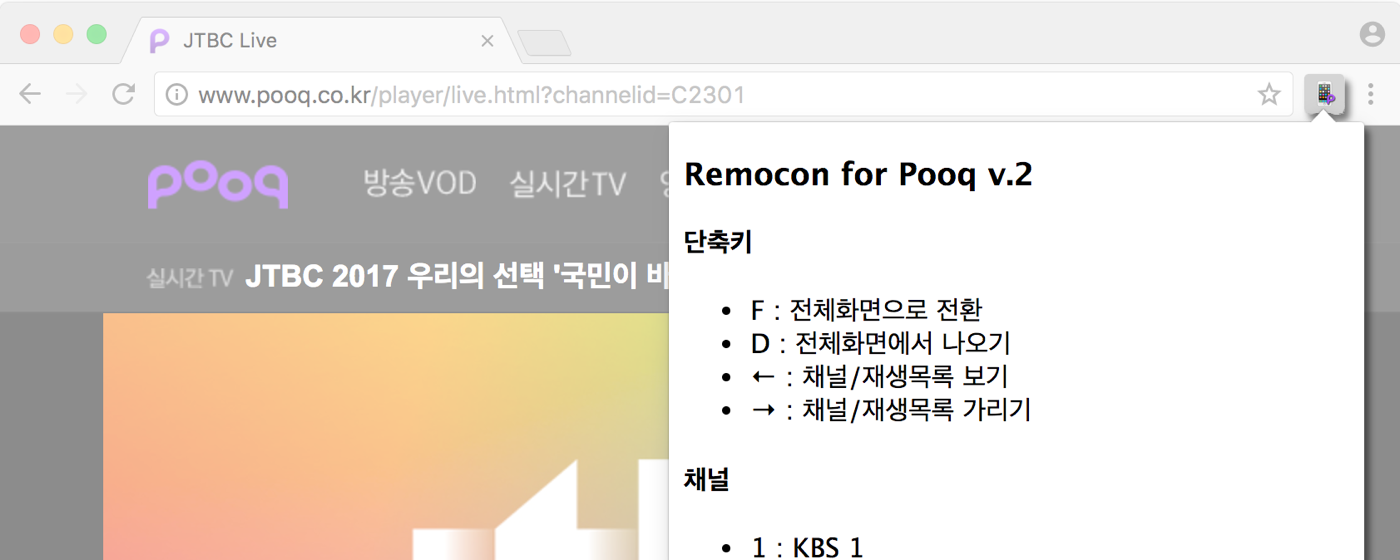 JTBC Live
www.pooq.co.kr/player/live.html?channelid=C2301
pooq
방송VOD 실시간TV
실시간 TV JTBC 2017 우리의 선택 '국민이 바
Remocon for Pooq v.2
단축키
• F : 전체화면으로 전환
• D : 전체화면에서 나오기
• ← : 채널/재생목록 보기
• → : 채널/재생목록 가리기
채널
• 1 : KBS 1